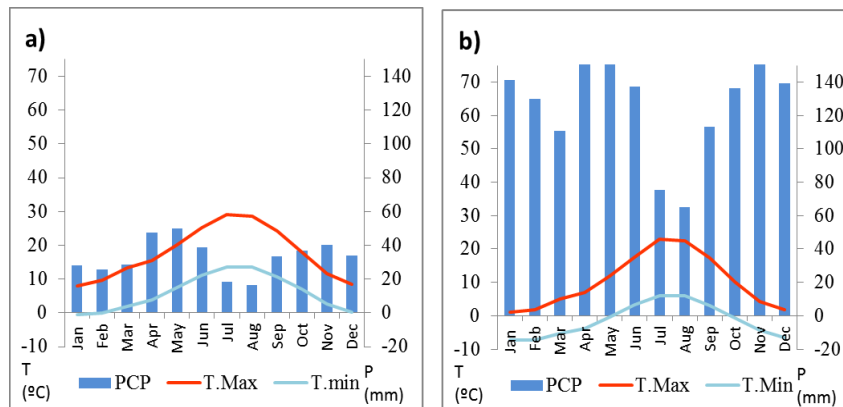 a)
70
60
50
40
30
20
10
0
-10
140
120
100
80
60
40
20
0
-20
Jan
Feb
Mar
Apr
May
Jun
Jul
Aug
Sep
Oct
Nov
Dec
T
(ºC)
P
(mm)
PCP T.Max T.min
b)
70
60
50
40
30
20
10
0
-10
140
120
100
80
60
40
20
0
-20
Jan
Feb
Mar
Apr
May
Jun
Jul
Aug
Sep
Oct
Nov
Dec
T
(ºC)
P
(mm)
PCP T.Max T.Min